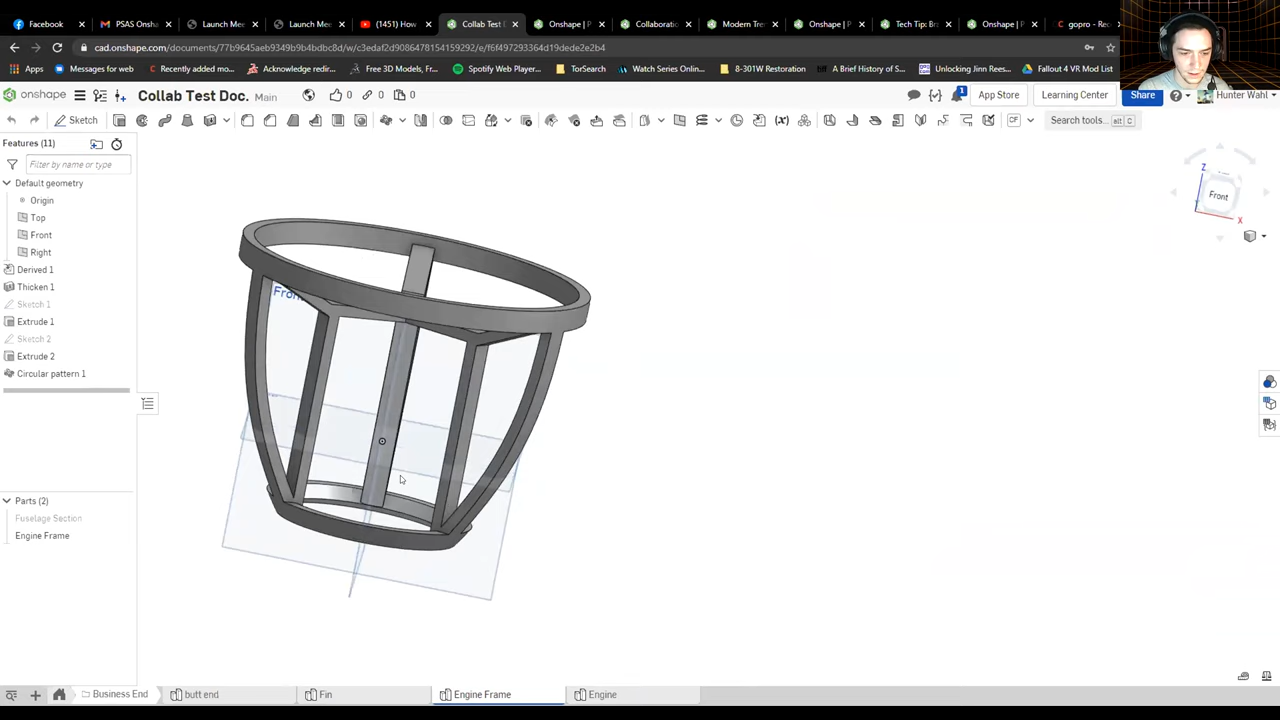 Facebook
PSAS Onsha
Launch Mee
Launch Mee
(1451) How
Collab Test D
Onshape | P
Collaboratio
Modern Tre
Onshape | P
Tech Tip: Br
Onshape | P
gopro - Red
cad.onshape.com/documents/77b9645aeb9349b9b4bdbc8d/w/c3edaf2d9086478154159292/e/f6f497293364d19dede2e2b4
Apps
Messages for web
Recently added mo...
Acknowledge redir...
Free 3D Models, Fr...
Spotify Web Player...
TorSearch
Watch Series Onlin...
8-301W Restoration
A Brief History of S...
Unlocking Jinn Rees...
Fallout 4 VR Mod List
onshape
Collab Test Doc.
Main
0
0
0
1
App Store
Learning Center
Share
Hunter Wahl
Sketch
Search tools...
alt
C
Features (11)
Filter by name or type
Default geometry
Origin
Top
Front
Right
Derived 1
Thicken 1
Sketch 1
Extrude 1
Sketch 2
Extrude 2
Circular pattern 1
Z
Front
X
Front
Parts (2)
Fuselage Section
Engine Frame
Business End
butt end
Fin
Engine Frame
Engine